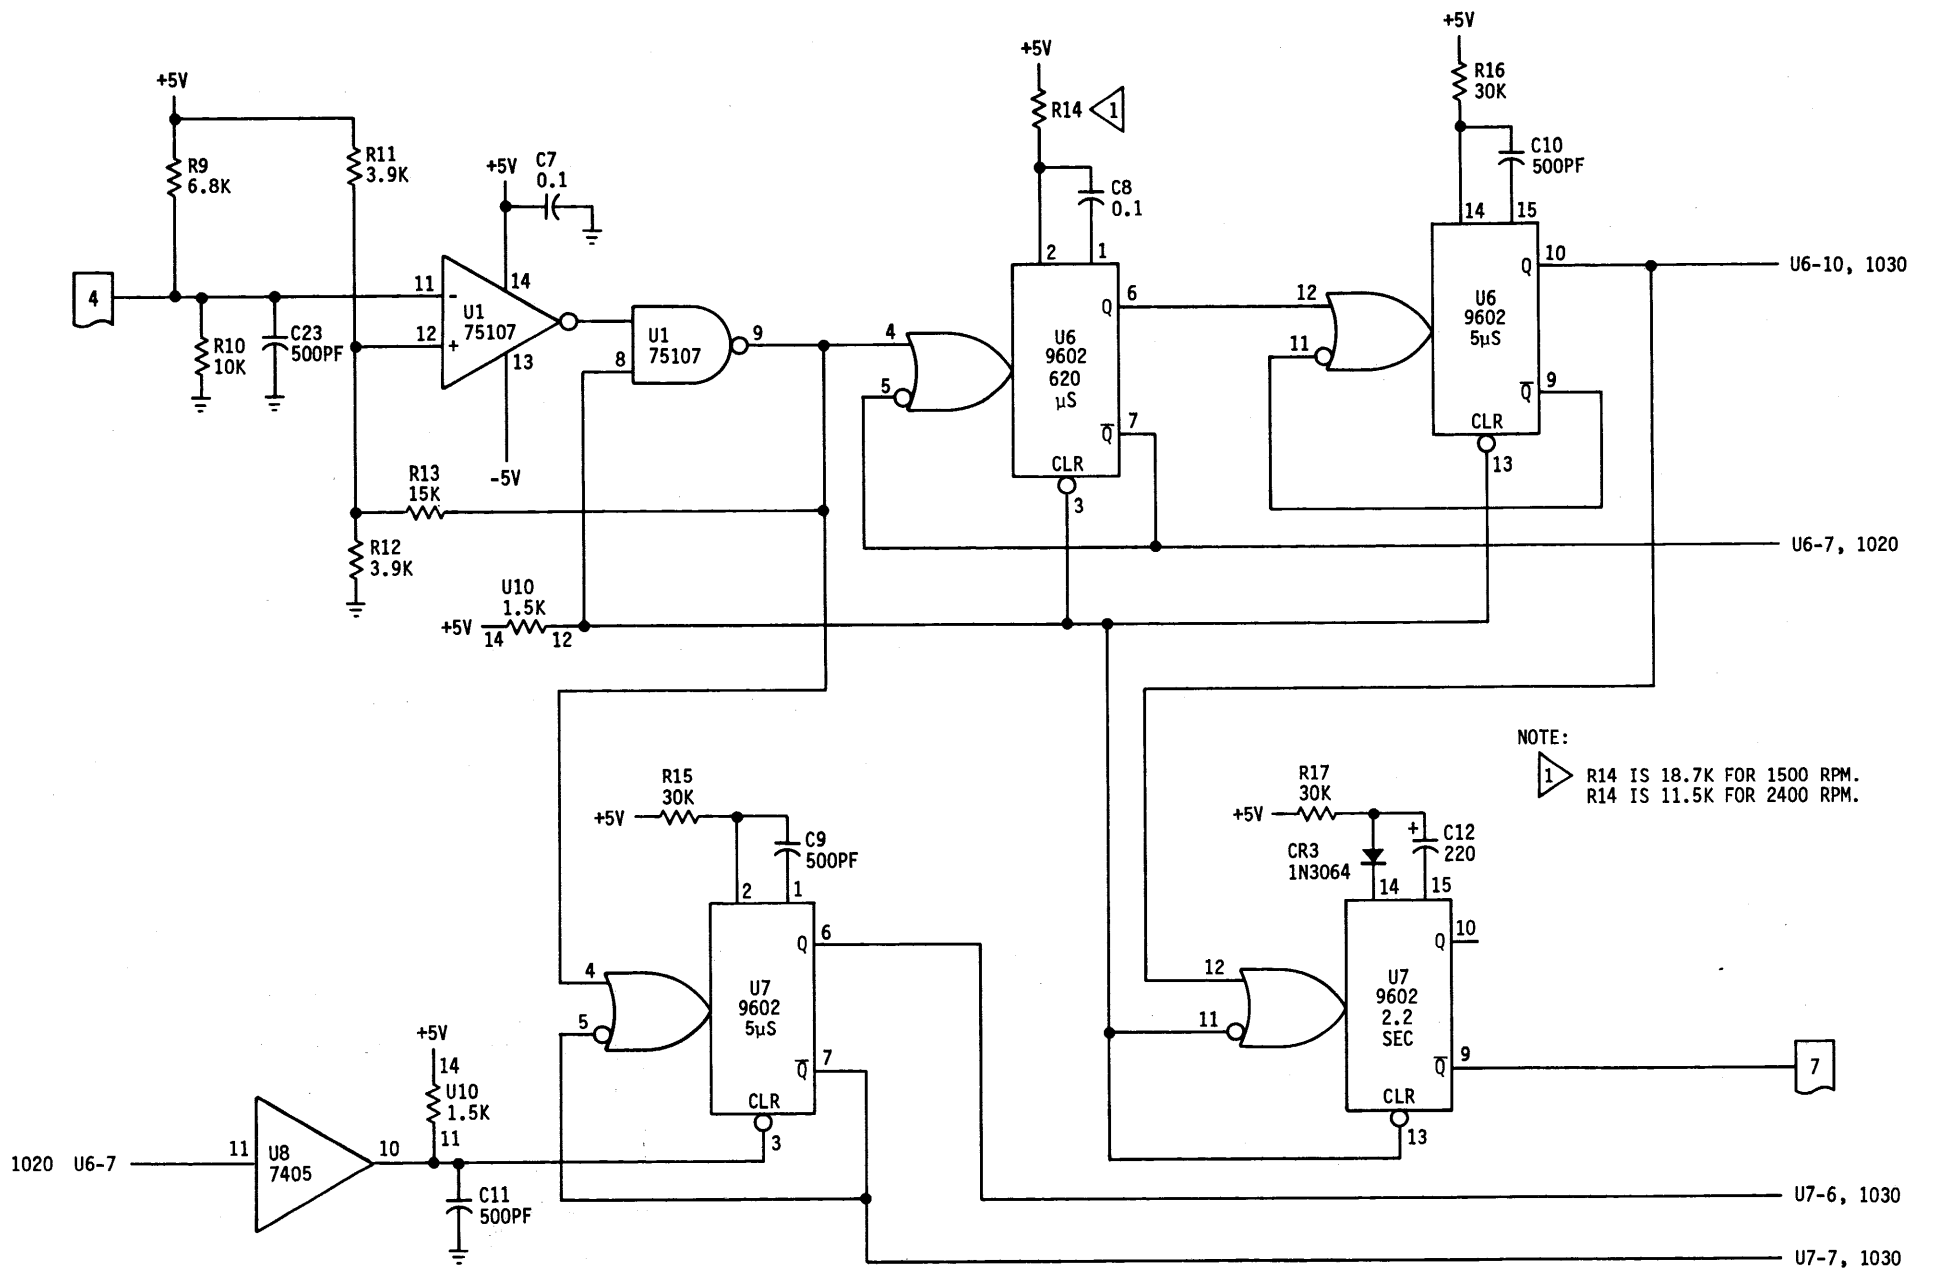 +5V
R9
6.8K
R11
3.9K
+5V
C7
0.1
4
R10
10K
C23
500PF
11
-
12
+
U1
75107
14
13
-5V
U1
75107
8
9
R13
15K
R12
3.9K
U10
1.5K
+5V
14
12
+5V
R14
1
C8
0.1
2
1
4
5
U6
9602
620
µS
Q
6
Q̅
7
CLR
3
+5V
R16
30K
C10
500PF
14
15
12
11
U6
9602
5µS
Q
10
Q̅
9
CLR
13
U6-10, 1030
U6-7, 1020
NOTE:
1
R14 IS 18.7K FOR 1500 RPM.
R14 IS 11.5K FOR 2400 RPM.
R15
30K
+5V
C9
500PF
2
1
4
5
U7
9602
5µS
Q
6
Q̅
7
CLR
3
R17
30K
+5V
CR3
1N3064
+
C12
220
14
15
12
11
U7
9602
2.2
SEC
Q
10
Q̅
9
CLR
13
7
+5V
14
U10
1.5K
11
1020 U6-7
11
U8
7405
10
C11
500PF
U7-6, 1030
U7-7, 1030